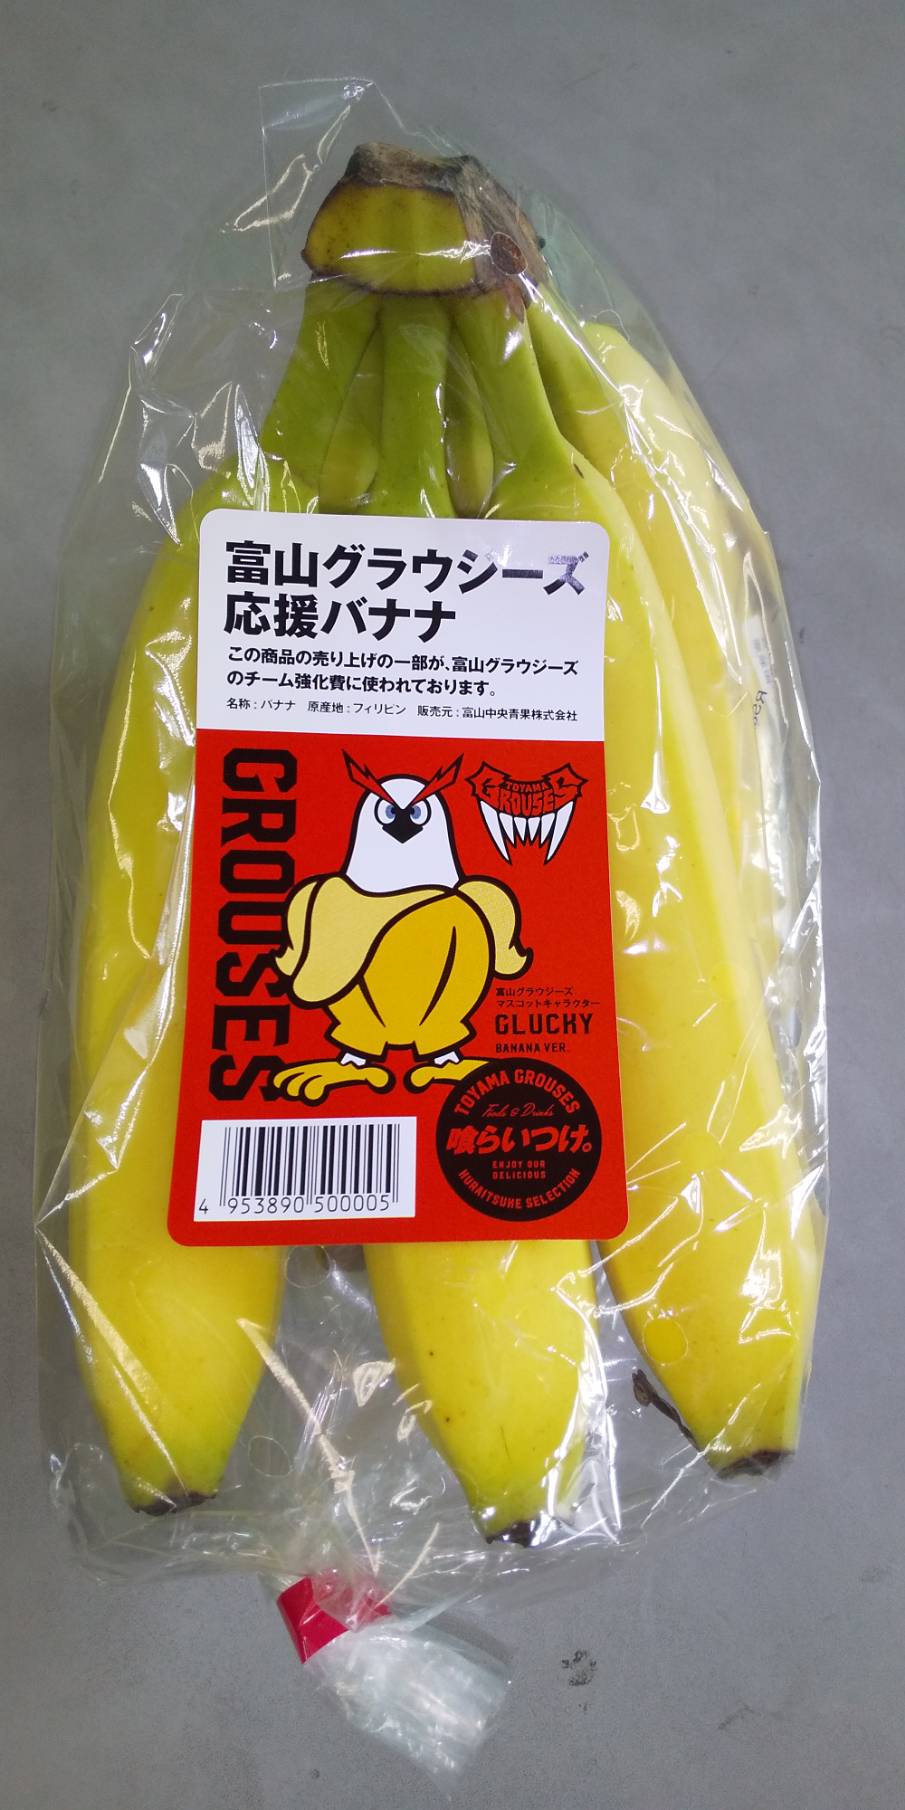 富山グラウジーズ
応援バナナ
この商品の売り上げの一部が、富山グラウジーズ
のチーム強化費に使われております。
名称：バナナ　原産地：フィリピン　販売元：富山中央青果株式会社
GROUSES
TOYAMA
GROUSES
富山グラウジーズ
マスコットキャラクター
GLUCKY
BANANA VER.
TOYAMA GROUSES
Foods & Drinks
喰らいつけ。
ENJOY OUR
DELICIOUS
KURAITSUKE SELECTION
4 953890 500005